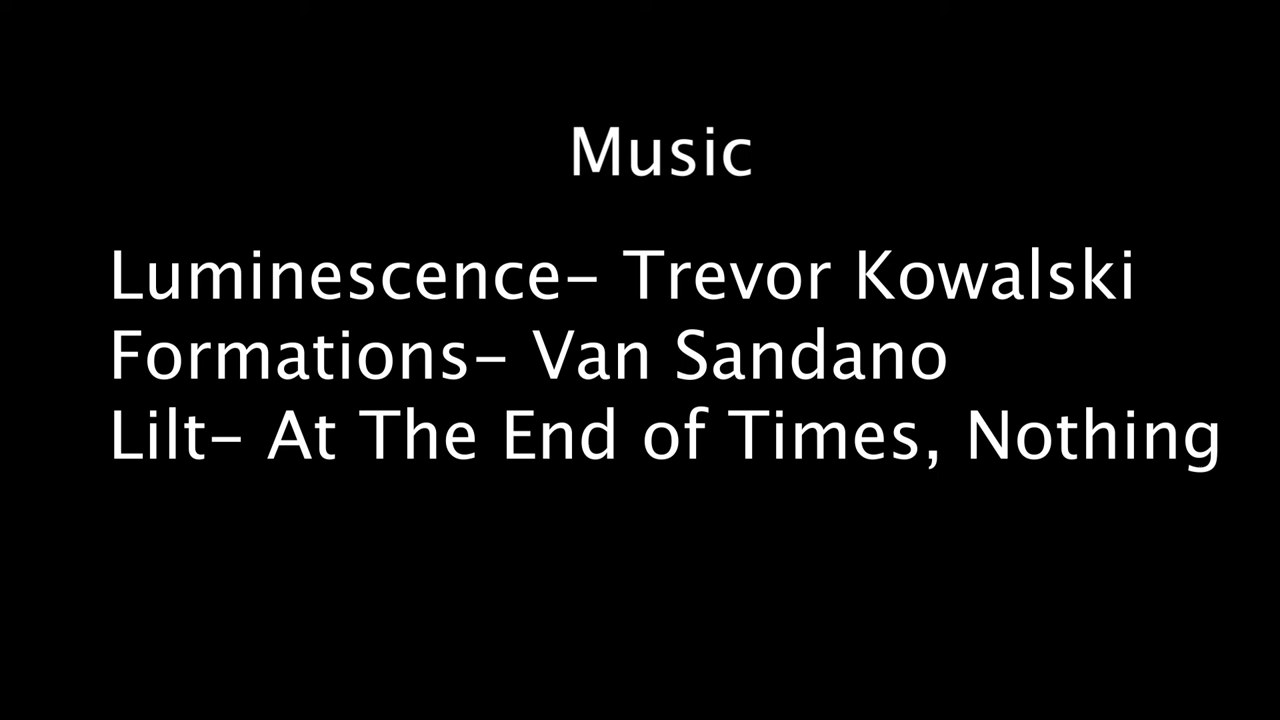 Music
Luminescence- Trevor Kowalski
Formations- Van Sandano
Lilt- At The End of Times, Nothing